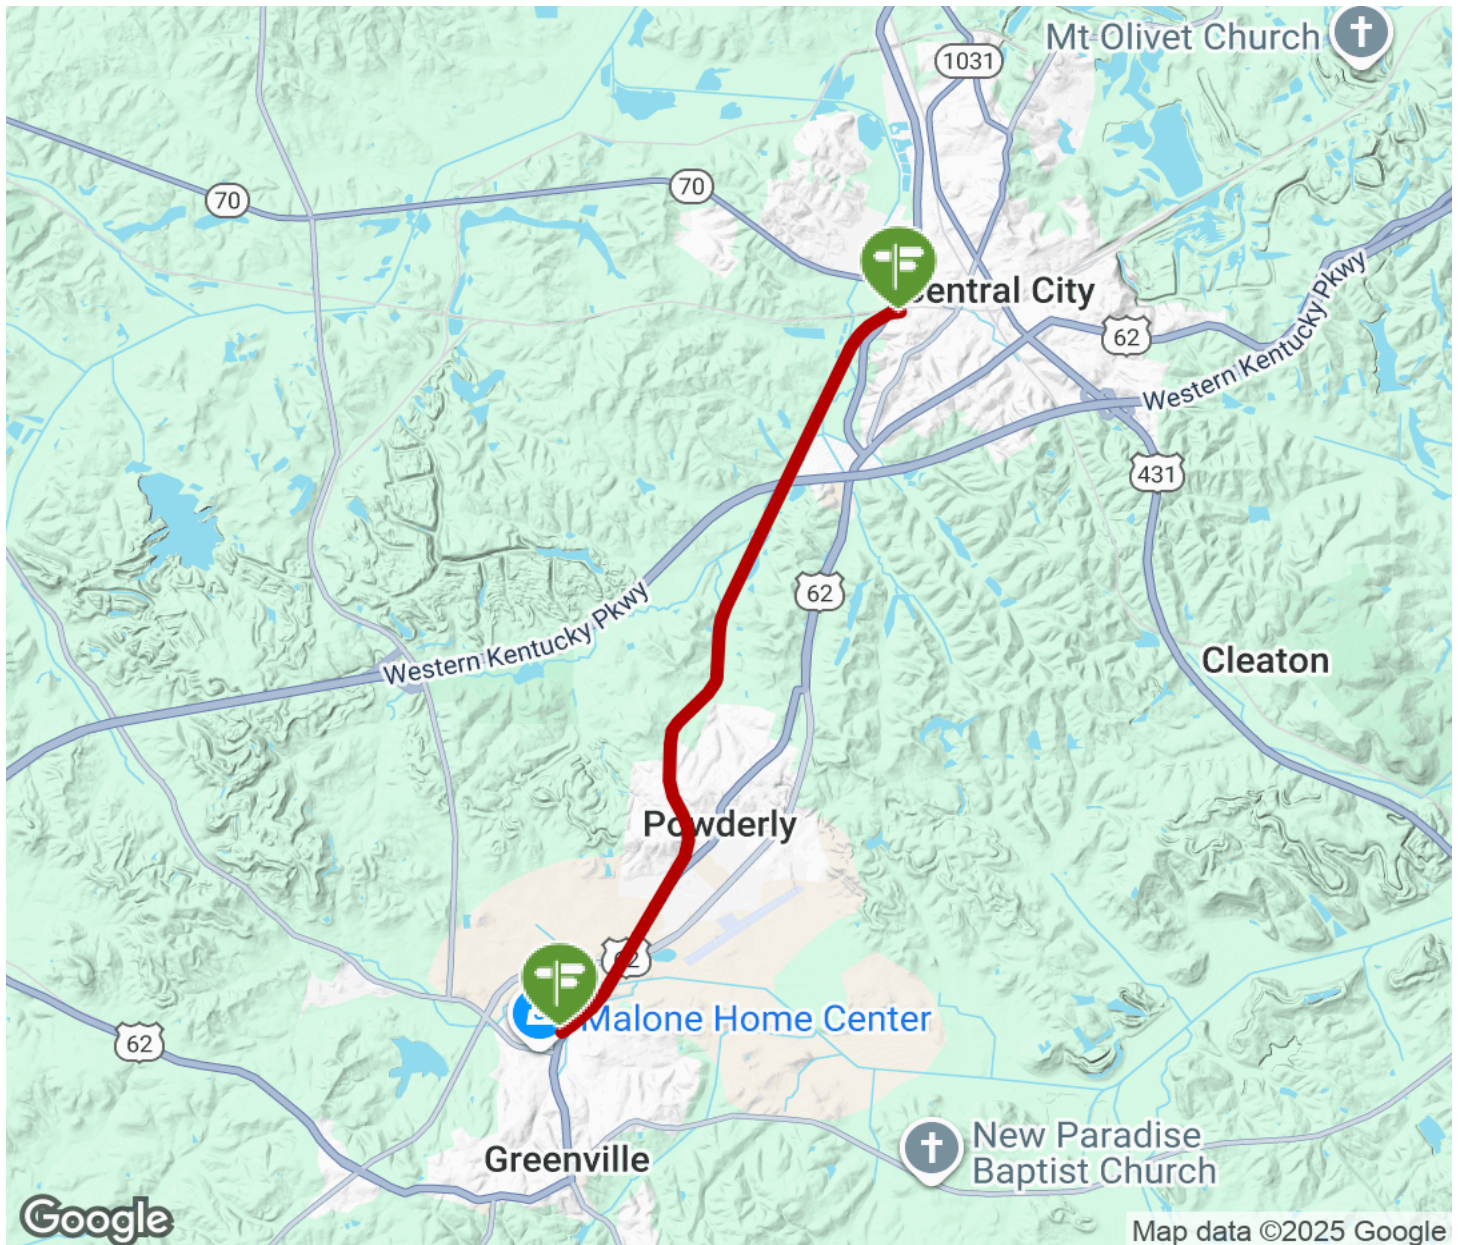 Mt Olivet Church
1031
70
70
Central City
62
Western Kentucky Pkwy
431
62
Western Kentucky Pkwy
Cleaton
Powderly
62
Malone Home Center
62
New Paradise
Baptist Church
Greenville
Google
Map data ©2025 Google